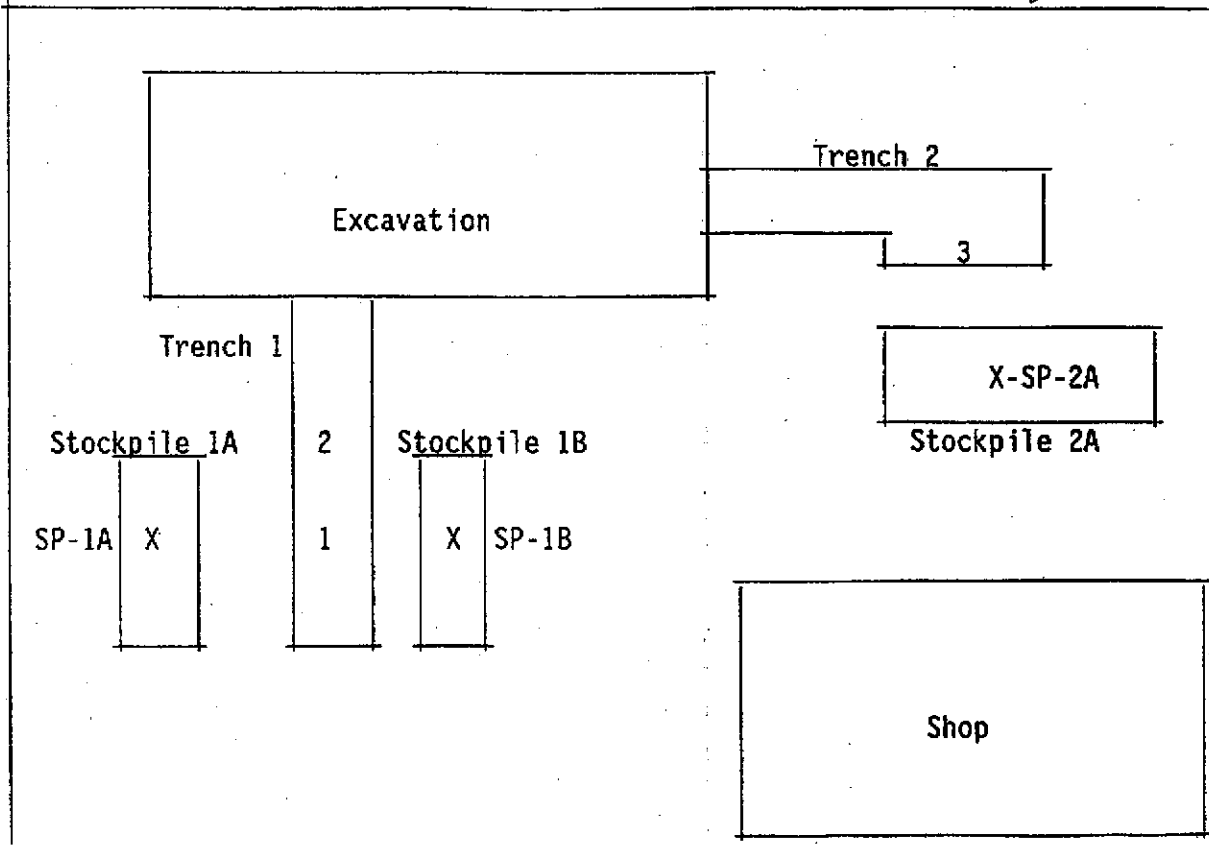 Trench 2
Excavation
3
Trench 1
X-SP-2A
Stockpile 1A 2 Stockpile 1B Stockpile 2A
SP-1A X 1 X SP-1B
Shop